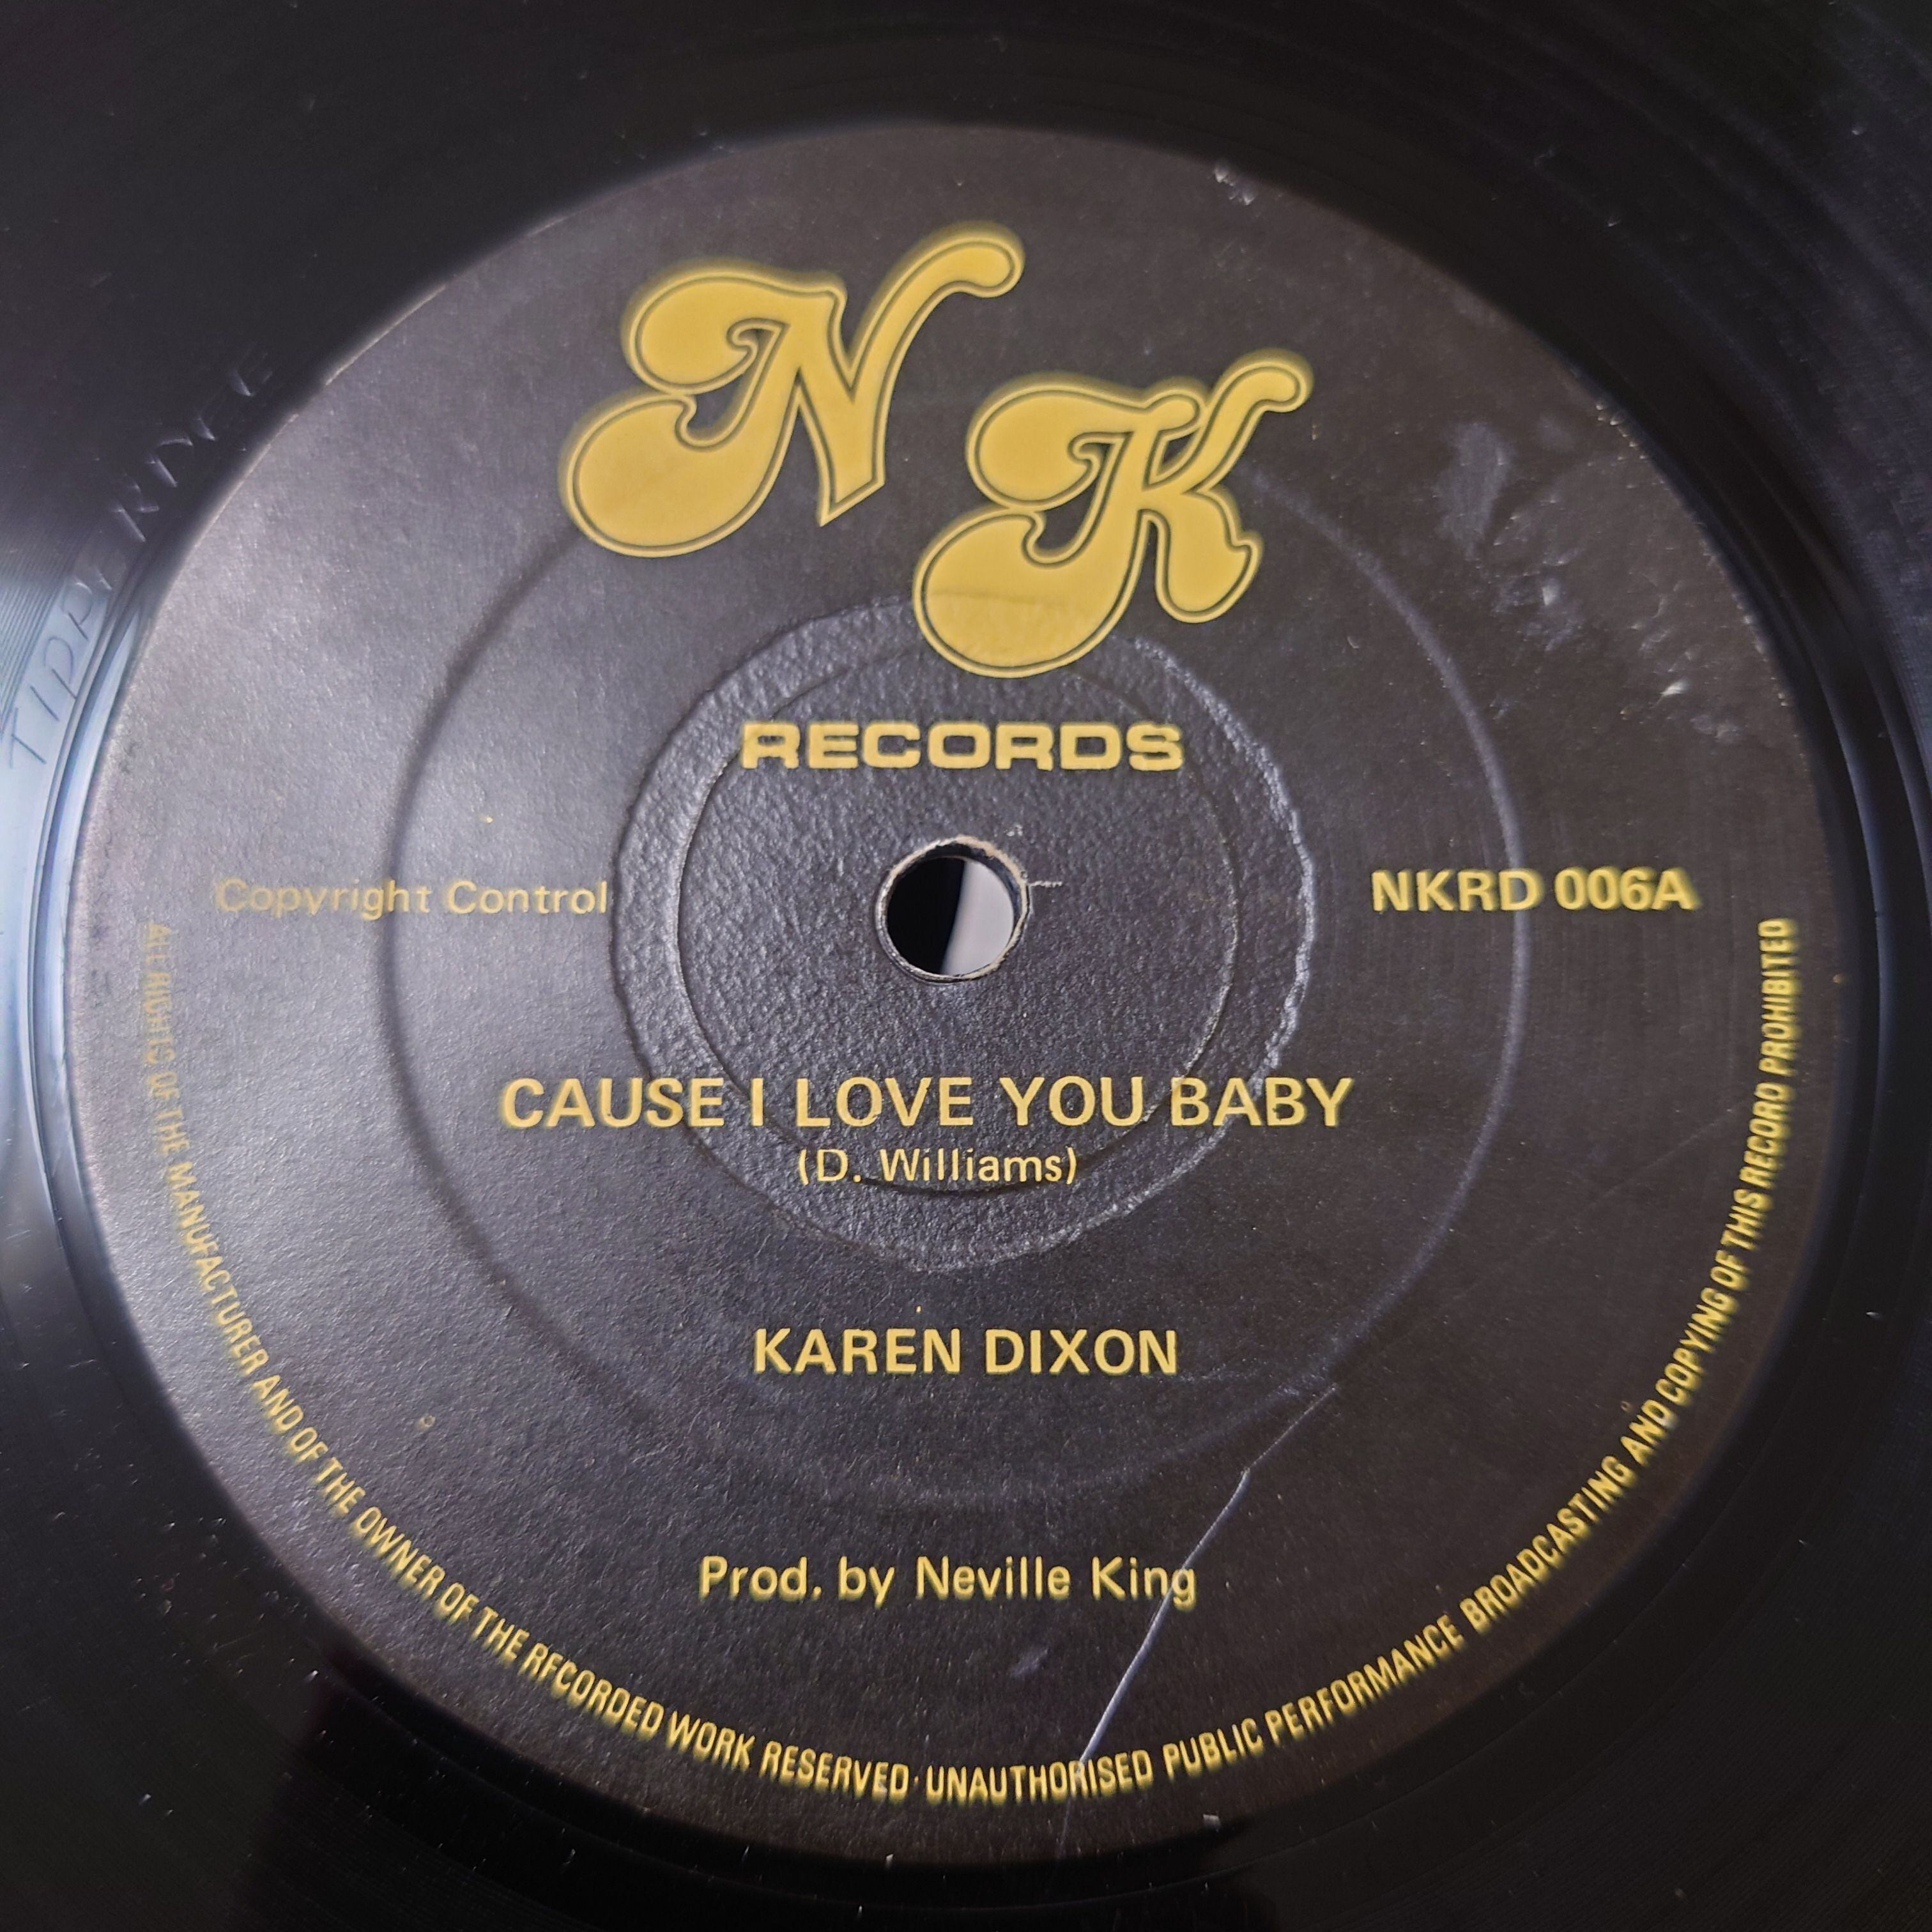 NK
RECORDS
Copyright Control
NKRD 006A
CAUSE I LOVE YOU BABY
(D. Williams)
KAREN DIXON
Prod. by Neville King
ALL RIGHTS OF THE MANUFACTURER AND OF THE OWNER OF THE RECORDED WORK RESERVED · UNAUTHORISED PUBLIC PERFORMANCE BROADCASTING AND COPYING OF THIS RECORD PROHIBITED